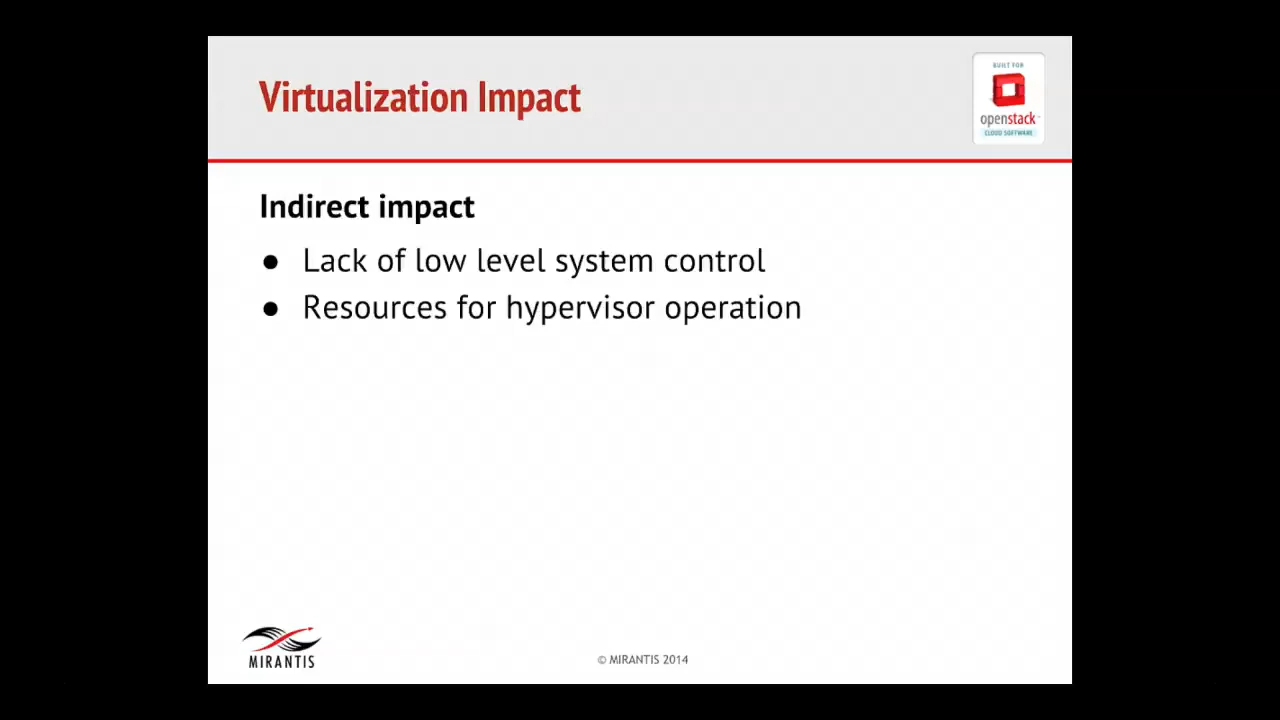 Virtualization Impact
BUILT FOR
openstack
CLOUD SOFTWARE
Indirect impact
● Lack of low level system control
● Resources for hypervisor operation
MIRANTIS
© MIRANTIS 2014